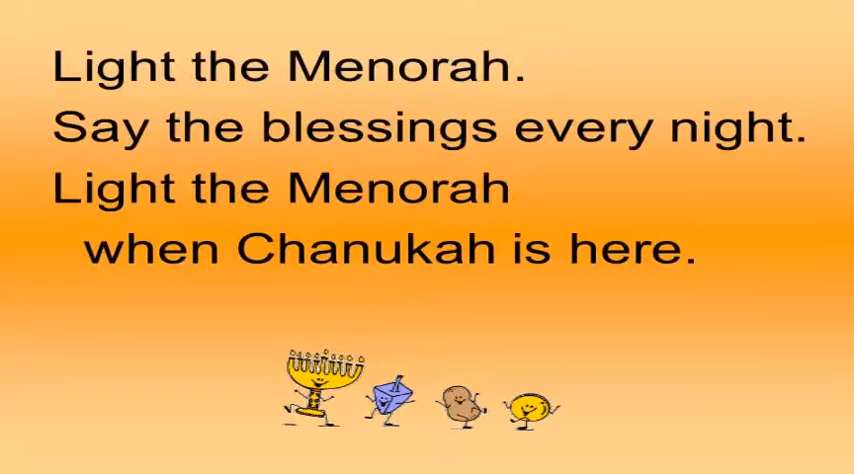 Light the Menorah.
Say the blessings every night.
Light the Menorah
when Chanukah is here.